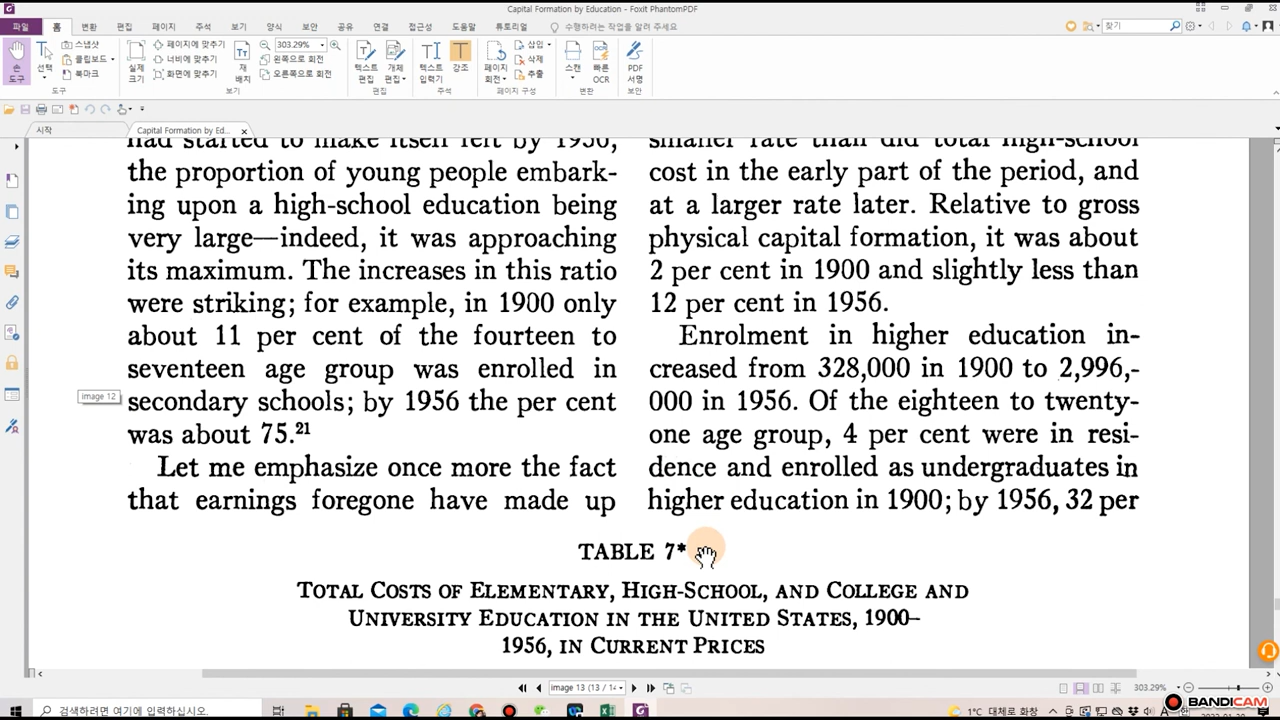 Capital Formation by Education - Foxit PhantomPDF
파일 홈 변환 편집 페이지 주석 보기 양식 보안 공유 연결 접근성 도움말 튜토리얼 수행하려는 작업을 알려 주세요 찾기
손 도구
선택
스냅샷
클립보드
북마크
실제 크기
페이지에 맞추기
너비에 맞추기
화면에 맞추기
재 배치
303.29%
왼쪽으로 회전
오른쪽으로 회전
텍스트 편집
개체 편집
텍스트 입력기
강조
페이지 회전
삽입
삭제
추출
스캔
빠른 OCR
PDF 서명
도구 보기 편집 주석 페이지 구성 변환 보안
시작
Capital Formation by Ed...
had started to make itself felt by 1956,
the proportion of young people embark-
ing upon a high-school education being
very large—indeed, it was approaching
its maximum. The increases in this ratio
were striking; for example, in 1900 only
about 11 per cent of the fourteen to
seventeen age group was enrolled in
secondary schools; by 1956 the per cent
was about 75.21
Let me emphasize once more the fact
that earnings foregone have made up
smaller rate than did total high-school
cost in the early part of the period, and
at a larger rate later. Relative to gross
physical capital formation, it was about
2 per cent in 1900 and slightly less than
12 per cent in 1956.
Enrolment in higher education in-
creased from 328,000 in 1900 to 2,996,-
000 in 1956. Of the eighteen to twenty-
one age group, 4 per cent were in resi-
dence and enrolled as undergraduates in
higher education in 1900; by 1956, 32 per
image 12
TABLE 7*
TOTAL COSTS OF ELEMENTARY, HIGH-SCHOOL, AND COLLEGE AND
UNIVERSITY EDUCATION IN THE UNITED STATES, 1900–
1956, IN CURRENT PRICES
image 13 (13 / 14
303.29%
검색하려면 여기에 입력하십시오.
1°C 대체로 화창
BANDICAM